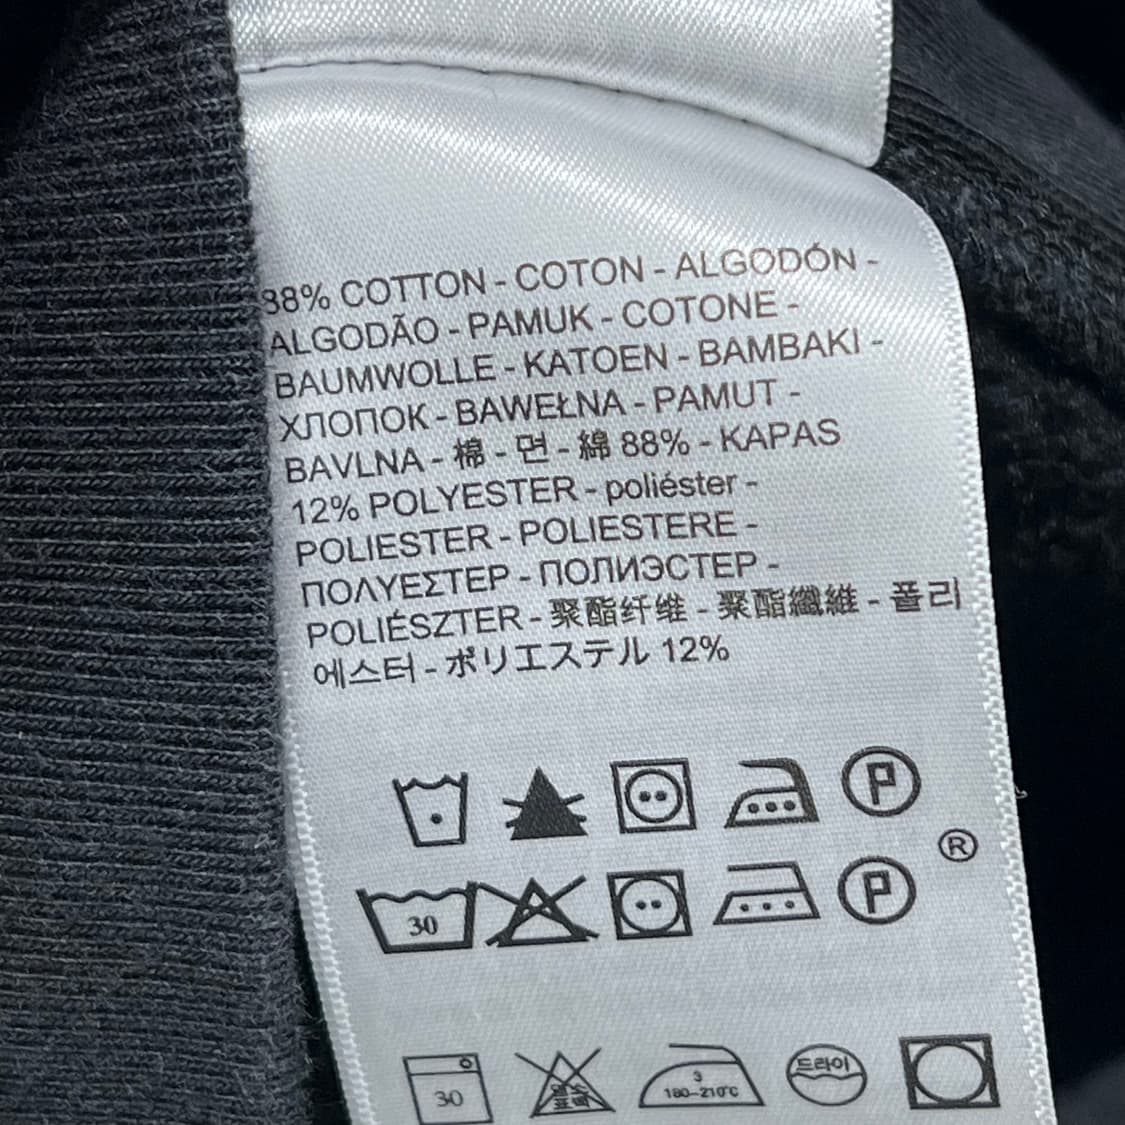 88% COTTON - COTON - ALGODÓN -
ALGODÃO - PAMUK - COTONE -
BAUMWOLLE - KATOEN - BAMBAKI -
ХЛОПОК - BAWEŁNA - PAMUT -
BAVLNA - 棉 - 면 - 綿 88% - KAPAS
12% POLYESTER - poliéster -
POLIESTER - POLIESTERE -
ΠΟΛΥΕΣΤΕΡ - ПОЛИЭСТЕР -
POLIÉSZTER - 聚酯纤维 - 聚酯纖維 - 폴리
에스터 - ポリエステル 12%
P
®
30 P
30 3 드라이
180~210℃